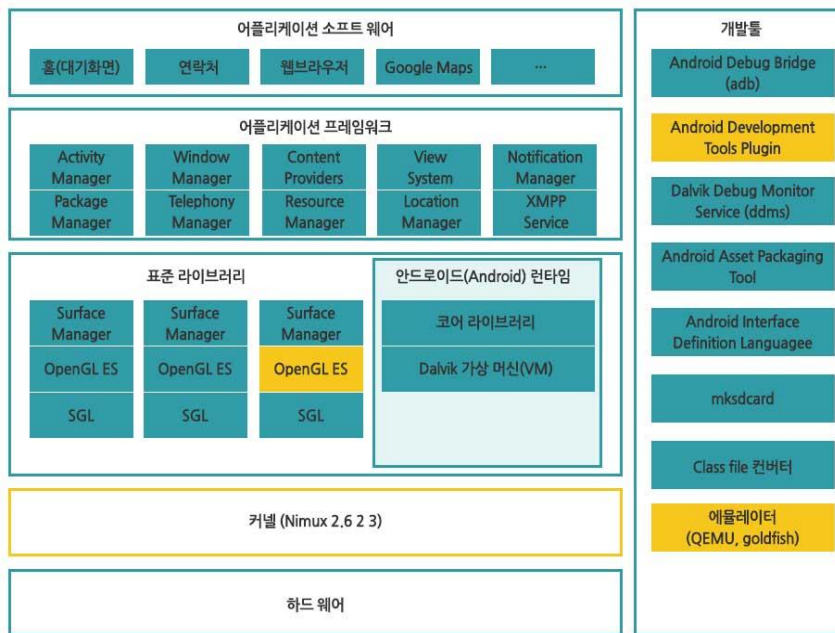 어플리케이션 소프트 웨어
홈(대기화면)
연락처
웹브라우저
Google Maps
...
어플리케이션 프레임워크
Activity
Manager
Window
Manager
Content
Providers
View
System
Notification
Manager
Package
Manager
Telephony
Manager
Resource
Manager
Location
Manager
XMPP
Service
표준 라이브러리
Surface
Manager
Surface
Manager
Surface
Manager
OpenGL ES
OpenGL ES
OpenGL ES
SGL
SGL
SGL
안드로이드(Android) 런타임
코어 라이브러리
Dalvik 가상 머신(VM)
커널 (Nimux 2.6 2 3)
하드 웨어
개발툴
Android Debug Bridge
(adb)
Android Development
Tools Plugin
Dalvik Debug Monitor
Service (ddms)
Android Asset Packaging
Tool
Android Interface
Definition Languagee
mksdcard
Class file 컨버터
에뮬레이터
(QEMU, goldfish)